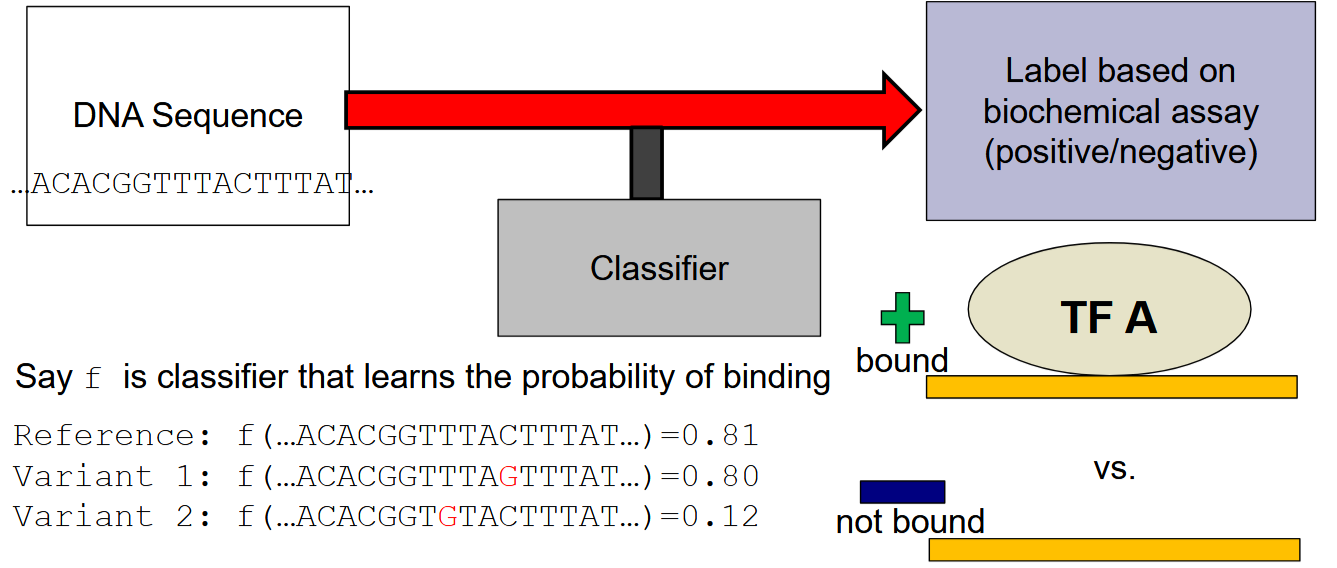 DNA Sequence
…ACACGGTTTACTTTAT…
Label based on
biochemical assay
(positive/negative)
Classifier
TF A
bound
Say f is classifier that learns the probability of binding
Reference: f(…ACACGGTTTACTTTAT…)=0.81
Variant 1: f(…ACACGGTTTAGTTTAT…)=0.80
Variant 2: f(…ACACGGTGTACTTTAT…)=0.12
vs.
not bound